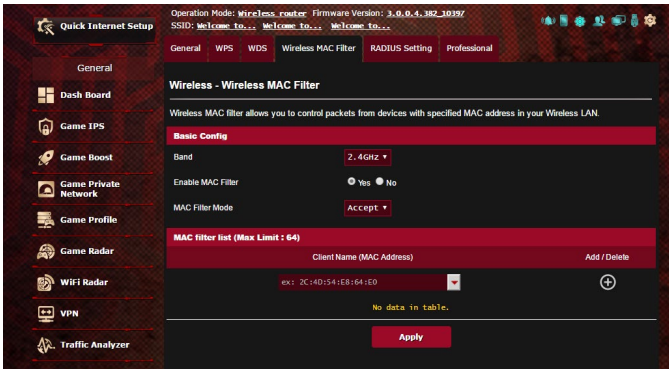 Quick Internet Setup
General
Dash Board
Game IPS
Game Boost
Game Private
Network
Game Profile
Game Radar
WiFi Radar
VPN
Traffic Analyzer
Operation Mode: Wireless router Firmware Version: 3.0.0.4.382_10397
SSID: Welcome to... Welcome to... Welcome to...
General WPS WDS Wireless MAC Filter RADIUS Setting Professional
Wireless - Wireless MAC Filter
Wireless MAC filter allows you to control packets from devices with specified MAC address in your Wireless LAN.
Basic Config
Band 2.4GHz
Enable MAC Filter Yes No
MAC Filter Mode Accept
MAC filter list (Max Limit : 64)
Client Name (MAC Address) Add / Delete
ex: 2C:4D:54:E8:64:E0
No data in table.
Apply